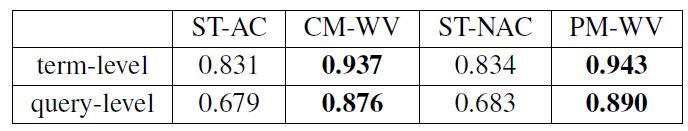 ST-AC CM-WV ST-NAC PM-WV
term-level 0.831 0.937 0.834 0.943
query-level 0.679 0.876 0.683 0.890